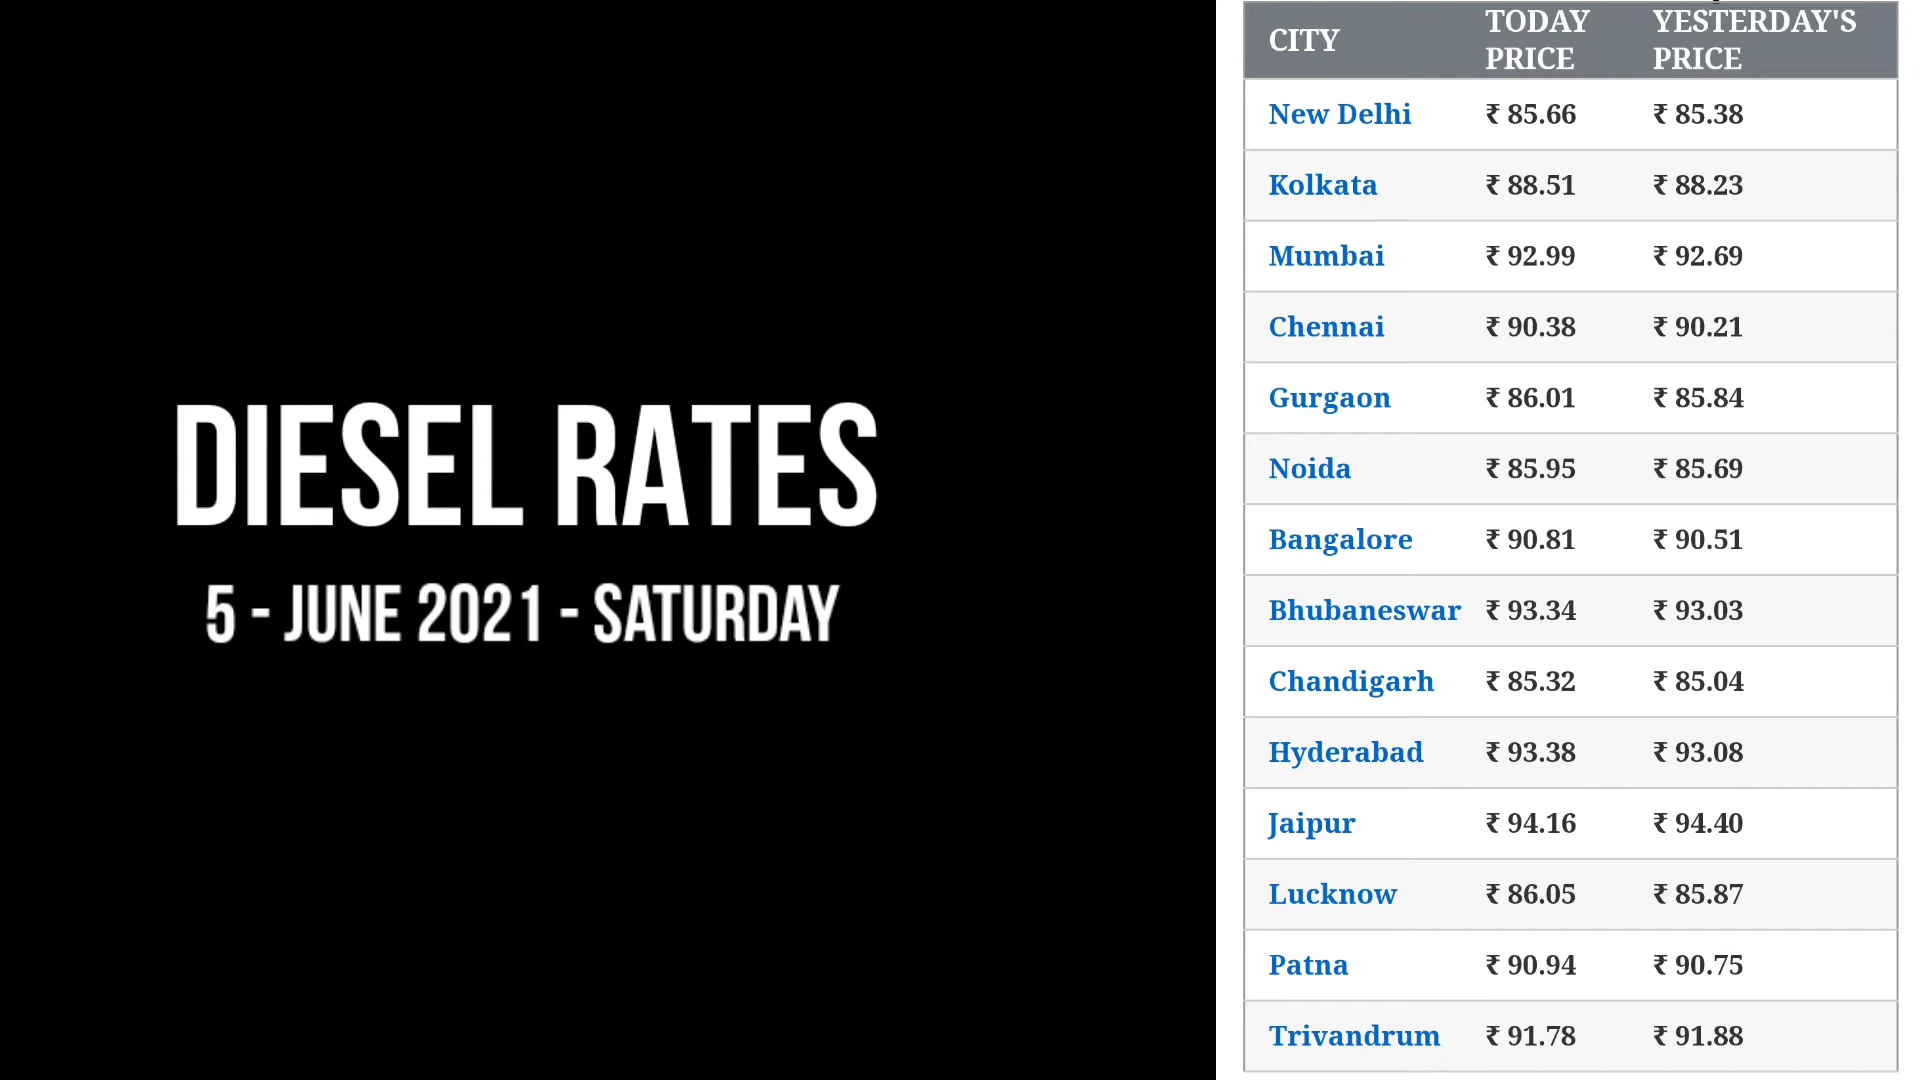 DIESEL RATES
5 - JUNE 2021 - SATURDAY
CITY TODAY PRICE YESTERDAY'S PRICE
New Delhi ₹ 85.66 ₹ 85.38
Kolkata ₹ 88.51 ₹ 88.23
Mumbai ₹ 92.99 ₹ 92.69
Chennai ₹ 90.38 ₹ 90.21
Gurgaon ₹ 86.01 ₹ 85.84
Noida ₹ 85.95 ₹ 85.69
Bangalore ₹ 90.81 ₹ 90.51
Bhubaneswar ₹ 93.34 ₹ 93.03
Chandigarh ₹ 85.32 ₹ 85.04
Hyderabad ₹ 93.38 ₹ 93.08
Jaipur ₹ 94.16 ₹ 94.40
Lucknow ₹ 86.05 ₹ 85.87
Patna ₹ 90.94 ₹ 90.75
Trivandrum ₹ 91.78 ₹ 91.88